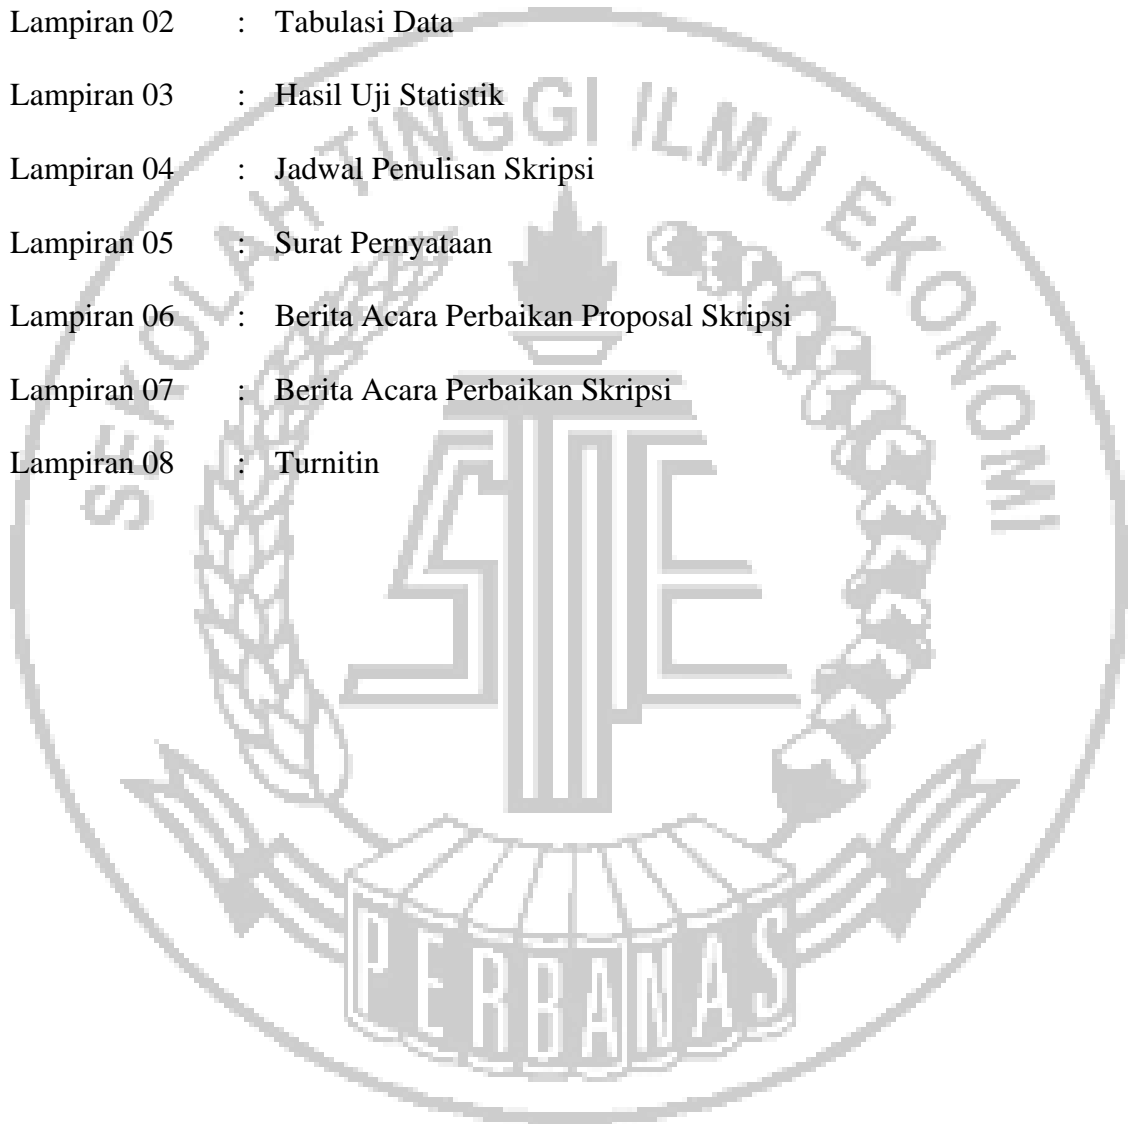 Lampiran 02 : Tabulasi Data
Lampiran 03 : Hasil Uji Statistik
Lampiran 04 : Jadwal Penulisan Skripsi
Lampiran 05 : Surat Pernyataan
Lampiran 06 : Berita Acara Perbaikan Proposal Skripsi
Lampiran 07 : Berita Acara Perbaikan Skripsi
Lampiran 08 : Turnitin
SEKOLAH TINGGI ILMU EKONOMI
STIE
PERBANAS